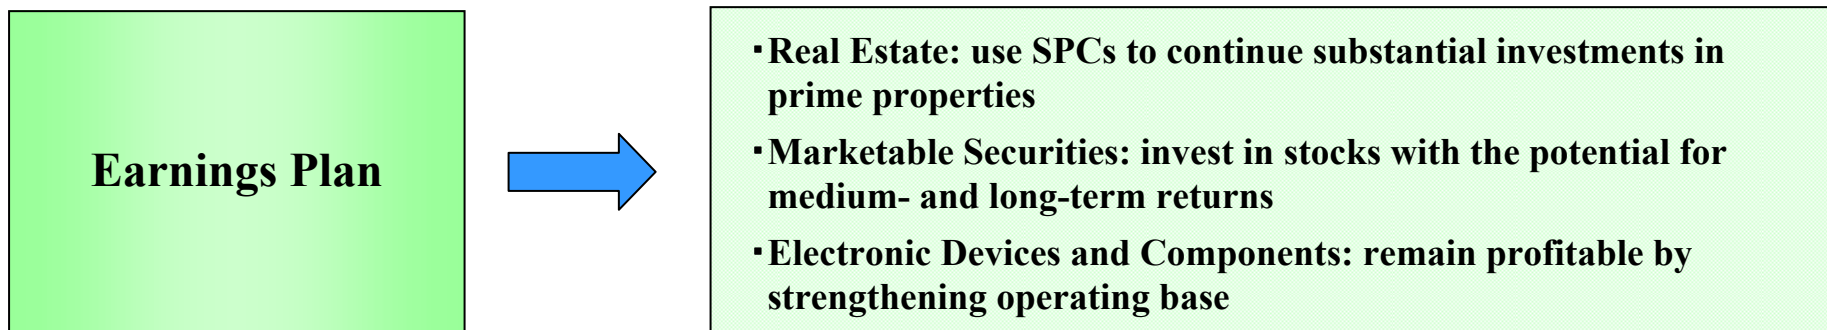 Earnings Plan
▪Real Estate: use SPCs to continue substantial investments in
prime properties
▪Marketable Securities: invest in stocks with the potential for
medium- and long-term returns
▪Electronic Devices and Components: remain profitable by
strengthening operating base